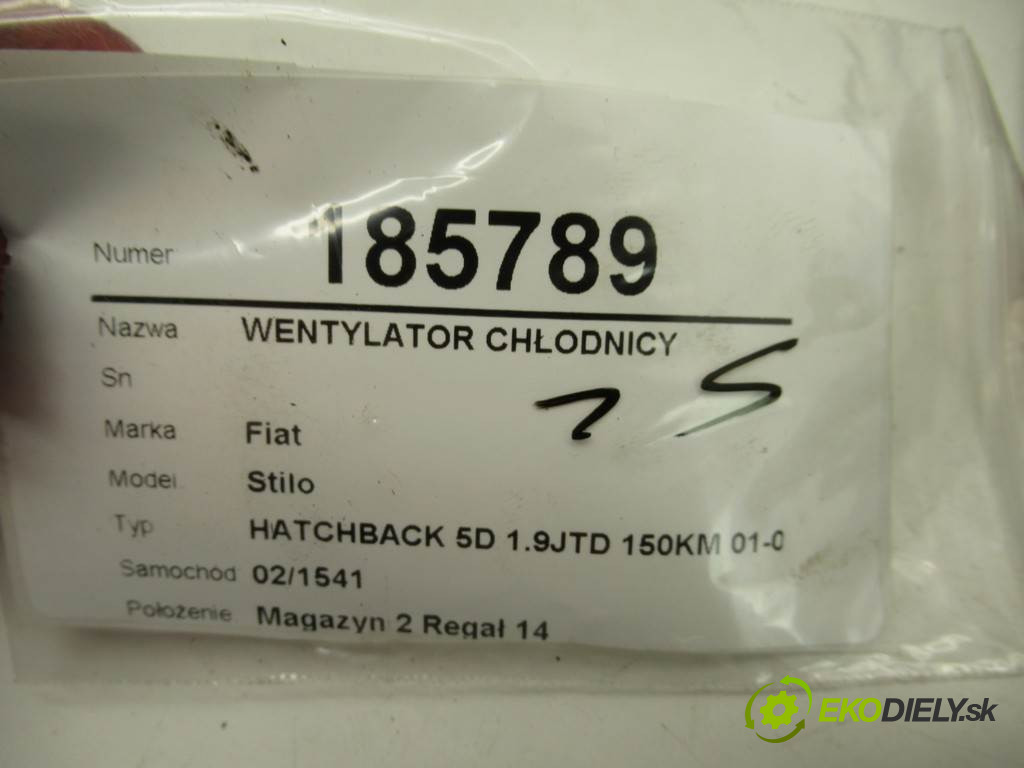 Numer 185789
Nazwa WENTYLATOR CHŁODNICY
Sn
Marka Fiat
Model Stilo
Typ HATCHBACK 5D 1.9JTD 150KM 01-0
Samochód 02/1541
Położenie Magazyn 2 Regał 14
EKODIELY.sk